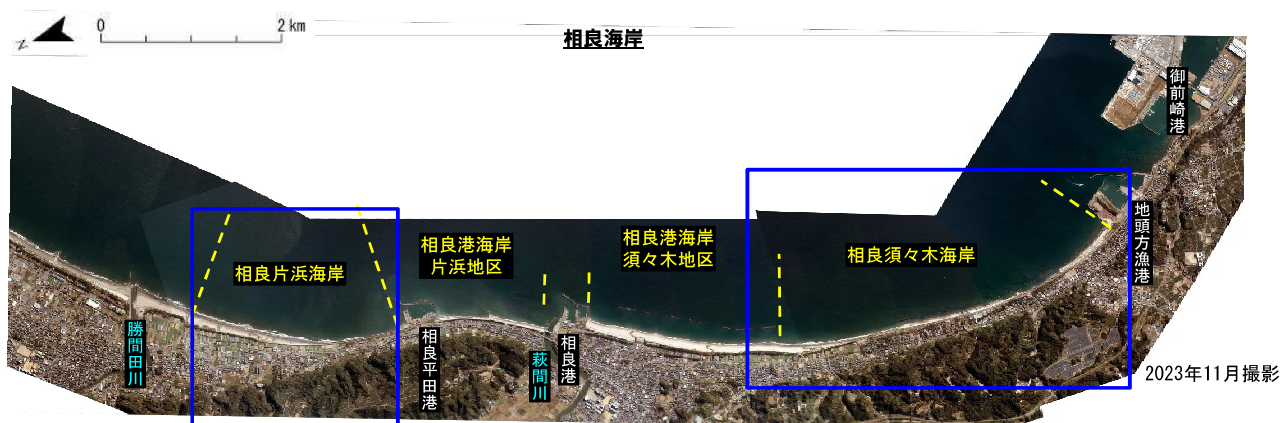 相良海岸
Z
0
2 km
御前崎港
地頭方漁港
相良須々木海岸
相良港海岸
須々木地区
相良港海岸
片浜地区
相良片浜海岸
勝間田川
相良平田港
萩間川
相良港
2023年11月撮影